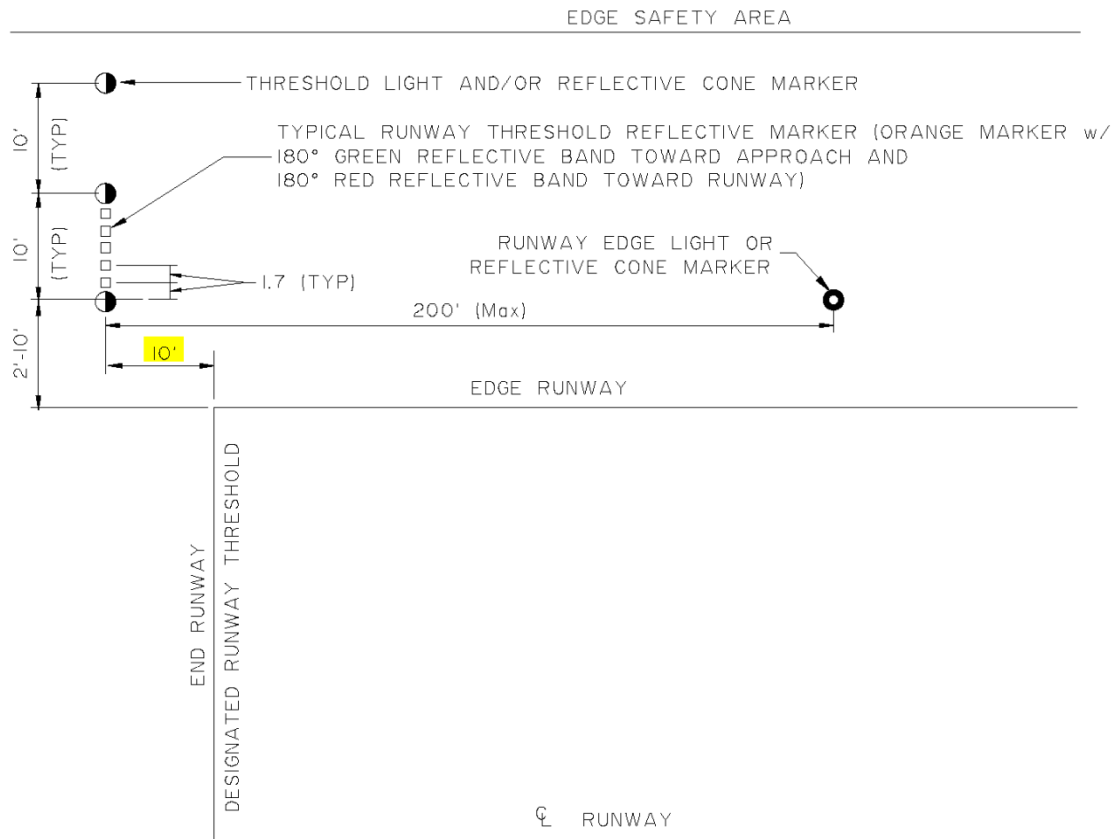 EDGE SAFETY AREA
THRESHOLD LIGHT AND/OR REFLECTIVE CONE MARKER
10'
(TYP)
TYPICAL RUNWAY THRESHOLD REFLECTIVE MARKER (ORANGE MARKER w/
180° GREEN REFLECTIVE BAND TOWARD APPROACH AND
180° RED REFLECTIVE BAND TOWARD RUNWAY)
10'
(TYP)
RUNWAY EDGE LIGHT OR
REFLECTIVE CONE MARKER
1.7 (TYP)
200' (Max)
2'-10'
10'
EDGE RUNWAY
END RUNWAY
DESIGNATED RUNWAY THRESHOLD
℄ RUNWAY